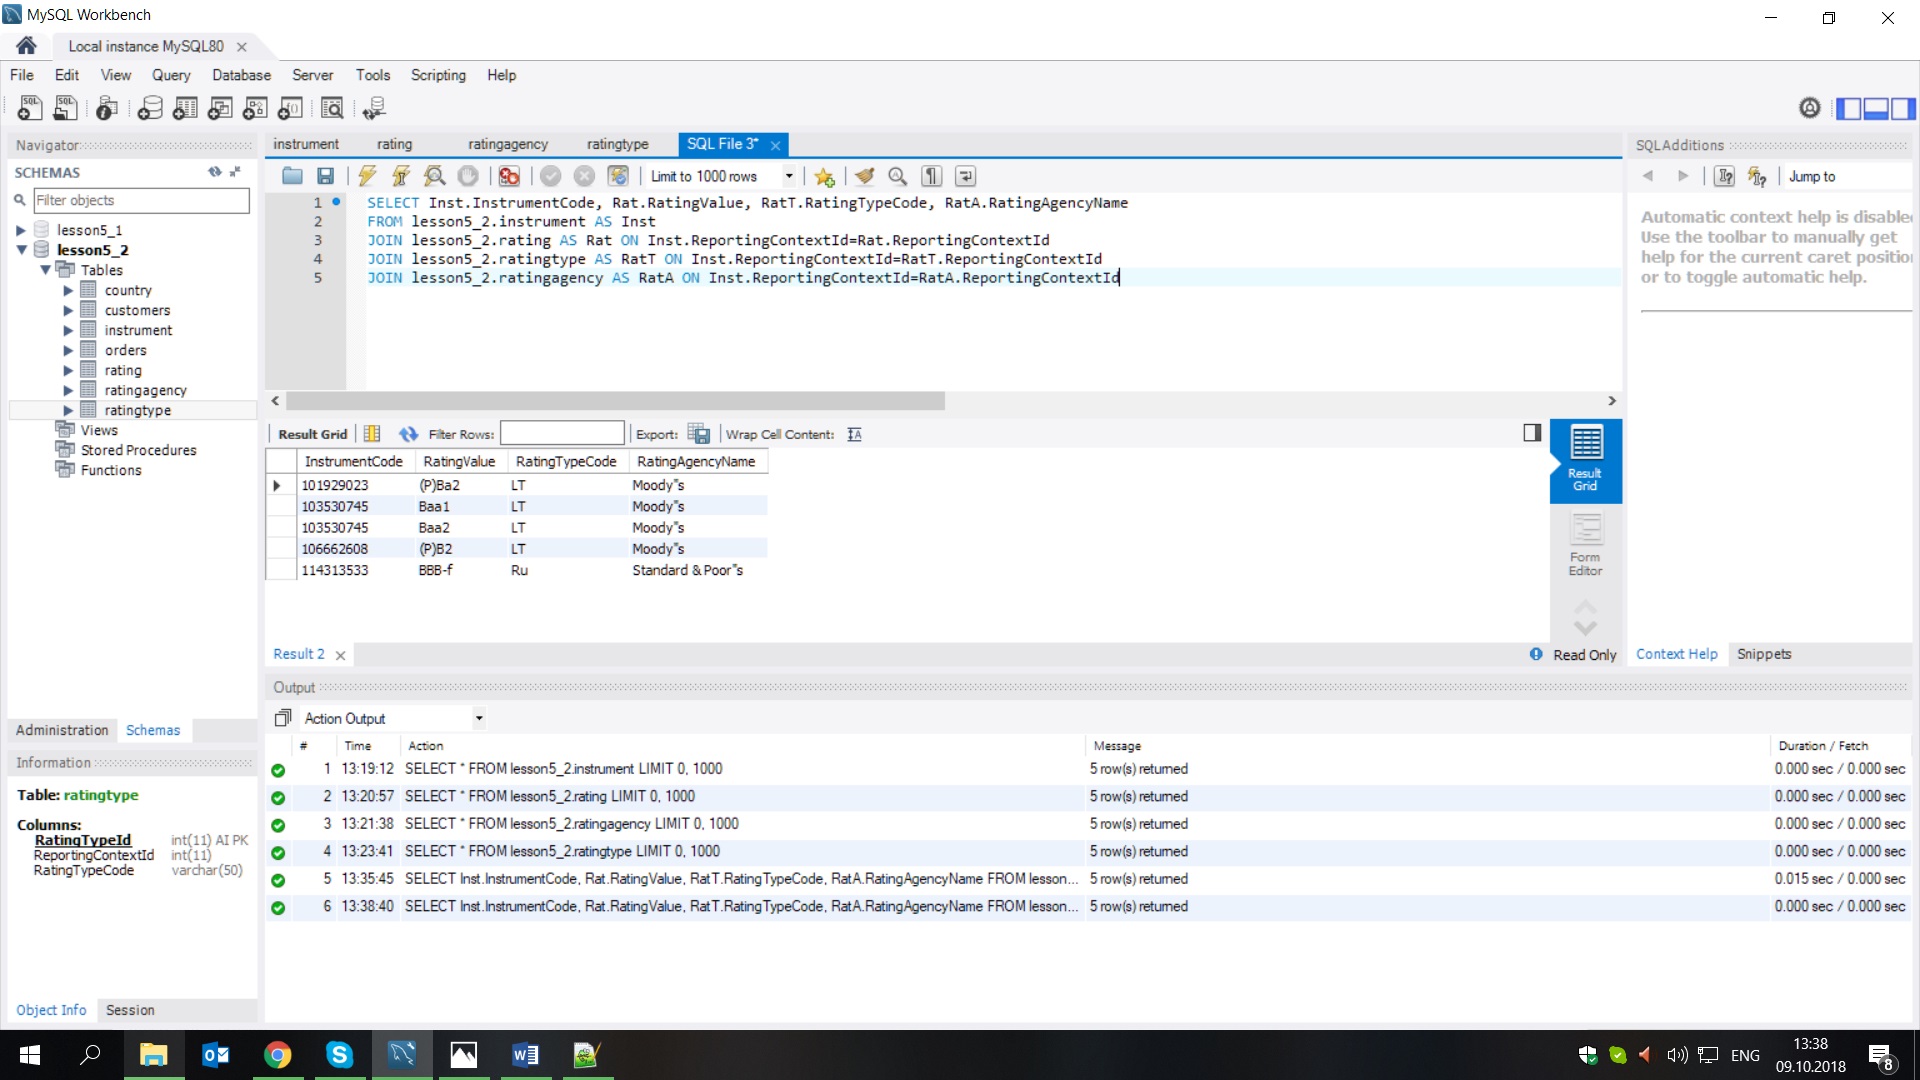 MySQL Workbench
Local instance MySQL80
File Edit View Query Database Server Tools Scripting Help
Navigator
SCHEMAS
Filter objects
lesson5_1
lesson5_2
Tables
country
customers
instrument
orders
rating
ratingagency
ratingtype
Views
Stored Procedures
Functions
Administration Schemas
Information
Table: ratingtype
Columns:
RatingTypeId int(11) AI PK
ReportingContextId int(11)
RatingTypeCode varchar(50)
Object Info Session
instrument rating ratingagency ratingtype SQL File 3*
Limit to 1000 rows
1 SELECT Inst.InstrumentCode, Rat.RatingValue, RatT.RatingTypeCode, RatA.RatingAgencyName
2 FROM lesson5_2.instrument AS Inst
3 JOIN lesson5_2.rating AS Rat ON Inst.ReportingContextId=Rat.ReportingContextId
4 JOIN lesson5_2.ratingtype AS RatT ON Inst.ReportingContextId=RatT.ReportingContextId
5 JOIN lesson5_2.ratingagency AS RatA ON Inst.ReportingContextId=RatA.ReportingContextId
Result Grid Filter Rows: Export: Wrap Cell Content:
InstrumentCode RatingValue RatingTypeCode RatingAgencyName
101929023 (P)Ba2 LT Moody"s
103530745 Baa1 LT Moody"s
103530745 Baa2 LT Moody"s
106662608 (P)B2 LT Moody"s
114313533 BBB-f Ru Standard & Poor"s
Result Grid
Form Editor
Result 2
Read Only
SQLAdditions
Jump to
Automatic context help is disable
Use the toolbar to manually get
help for the current caret positio
or to toggle automatic help.
Context Help Snippets
Output
Action Output
# Time Action Message Duration / Fetch
1 13:19:12 SELECT * FROM lesson5_2.instrument LIMIT 0, 1000 5 row(s) returned 0.000 sec / 0.000 sec
2 13:20:57 SELECT * FROM lesson5_2.rating LIMIT 0, 1000 5 row(s) returned 0.000 sec / 0.000 sec
3 13:21:38 SELECT * FROM lesson5_2.ratingagency LIMIT 0, 1000 5 row(s) returned 0.000 sec / 0.000 sec
4 13:23:41 SELECT * FROM lesson5_2.ratingtype LIMIT 0, 1000 5 row(s) returned 0.000 sec / 0.000 sec
5 13:35:45 SELECT Inst.InstrumentCode, Rat.RatingValue, RatT.RatingTypeCode, RatA.RatingAgencyName FROM lesson... 5 row(s) returned 0.015 sec / 0.000 sec
6 13:38:40 SELECT Inst.InstrumentCode, Rat.RatingValue, RatT.RatingTypeCode, RatA.RatingAgencyName FROM lesson... 5 row(s) returned 0.000 sec / 0.000 sec
ENG
13:38
09.10.2018
8